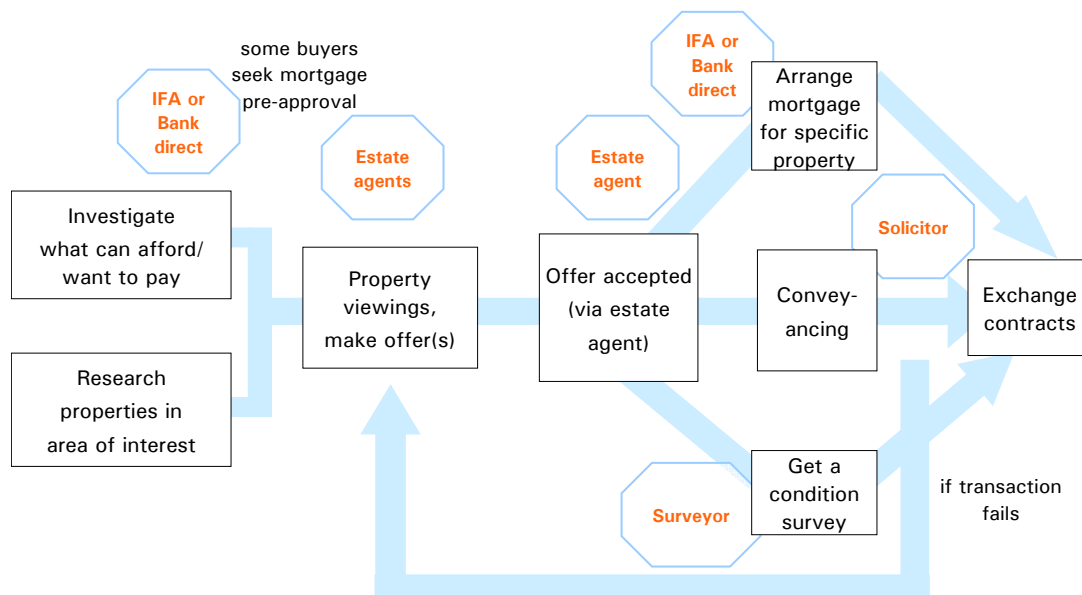 some buyers
seek mortgage
pre-approval
IFA or
Bank
direct
Estate
agents
Investigate
what can afford/
want to pay
Research
properties in
area of interest
Property
viewings,
make offer(s)
Estate
agent
Offer accepted
(via estate
agent)
IFA or
Bank
direct
Arrange
mortgage
for specific
property
Solicitor
Convey-
ancing
Surveyor
Get a
condition
survey
Exchange
contracts
if transaction
fails